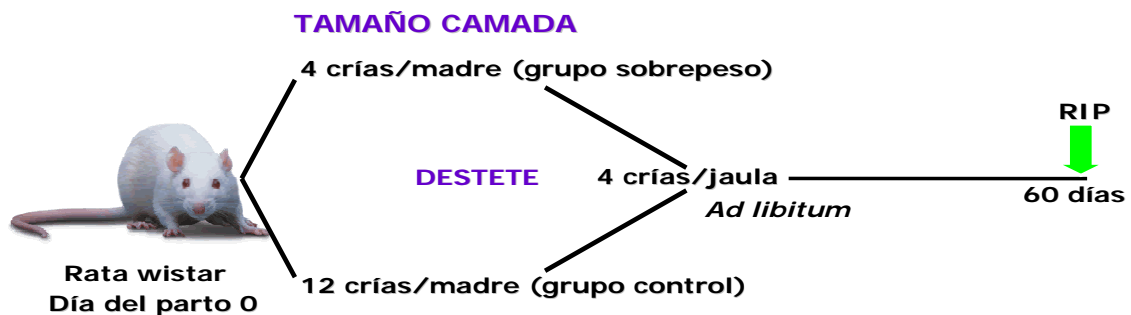 TAMAÑO CAMADA
4 crías/madre (grupo sobrepeso)
RIP
DESTETE
4 crías/jaula
Ad libitum
60 días
Rata wistar
Día del parto 0
12 crías/madre (grupo control)